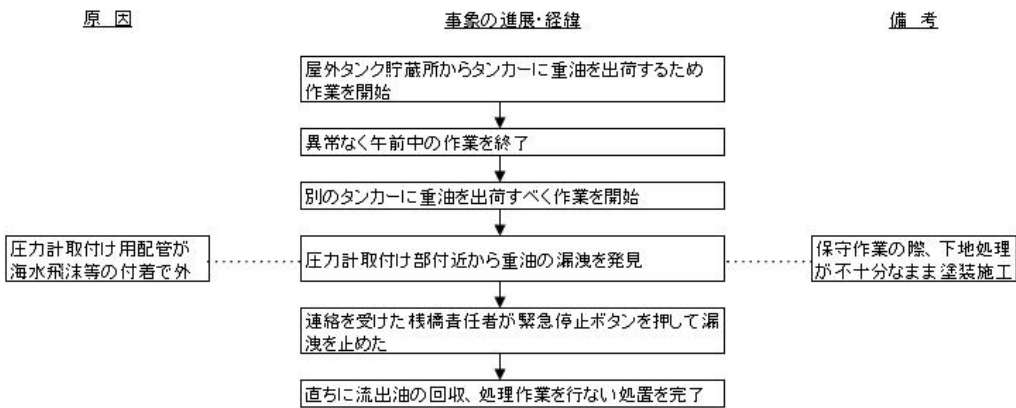 原 因
事象の進展・経緯
備 考
屋外タンク貯蔵所からタンカーに重油を出荷するため
作業を開始
異常なく午前中の作業を終了
別のタンカーに重油を出荷すべく作業を開始
圧力計取付け用配管が
海水飛沫等の付着で外
圧力計取付け部付近から重油の漏洩を発見
保守作業の際、下地処理
が不十分なまま塗装施工
連絡を受けた桟橋責任者が緊急停止ボタンを押して漏
洩を止めた
直ちに流出油の回収、処理作業を行ない処置を完了